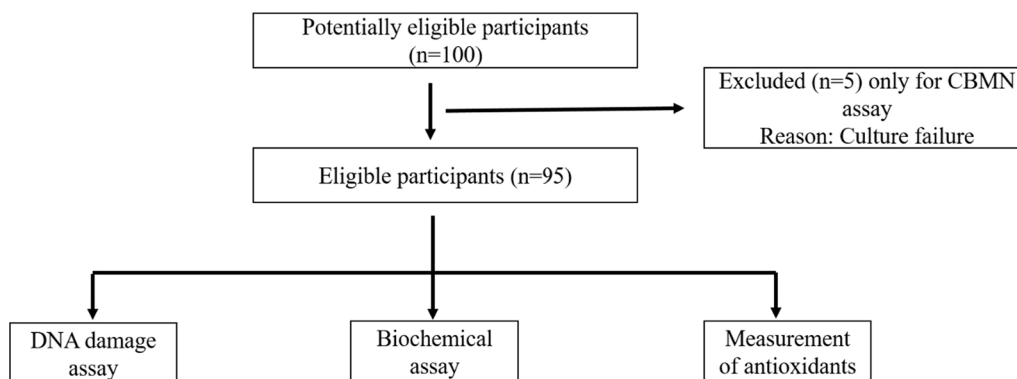 Potentially eligible participants
(n=100)
Excluded (n=5) only for CBMN
assay
Reason: Culture failure
Eligible participants (n=95)
DNA damage
assay
Biochemical
assay
Measurement
of antioxidants